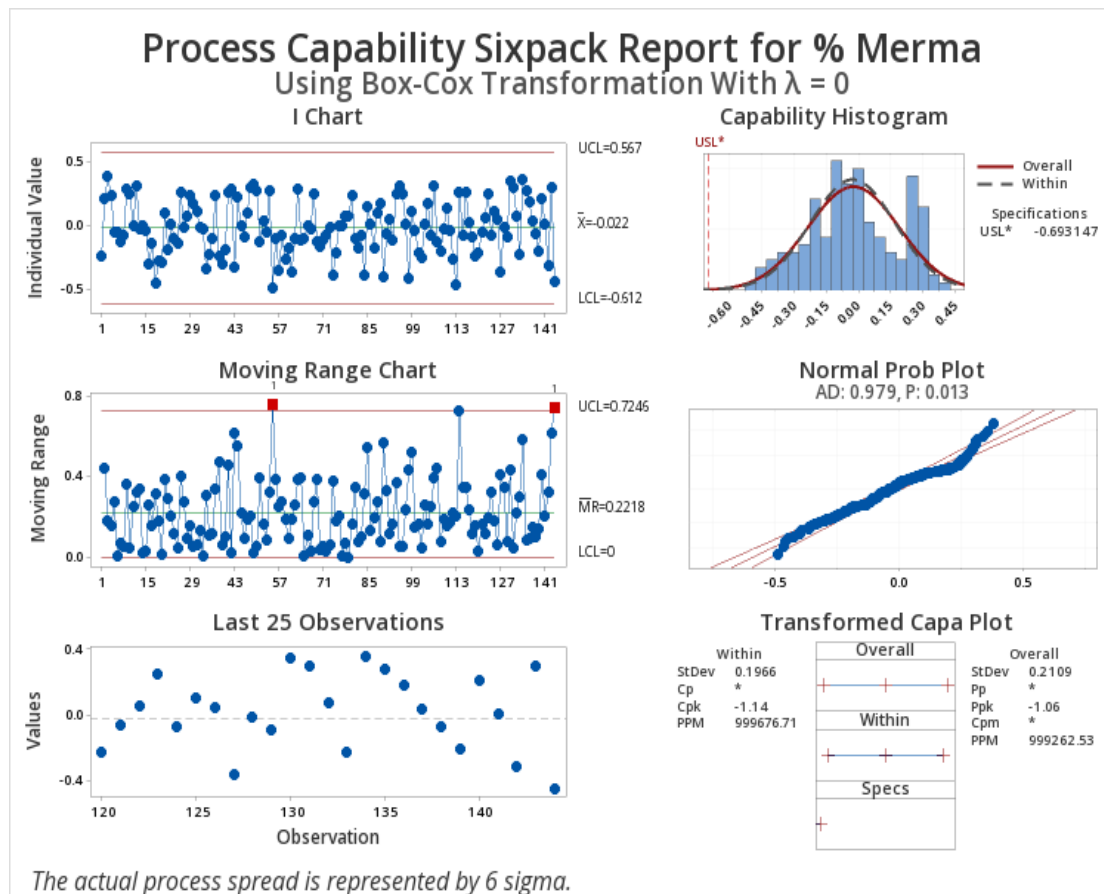 Process Capability Sixpack Report for % Merma
Using Box-Cox Transformation With λ = 0
I Chart
Individual Value
0.5
0.0
-0.5
UCL=0.567
X̄=-0.022
LCL=-0.612
1 15 29 43 57 71 85 99 113 127 141
Capability Histogram
USL*
Overall
Within
Specifications
USL* -0.693147
-0.60 -0.45 -0.30 -0.15 0.00 0.15 0.30 0.45
Moving Range Chart
Moving Range
0.8
0.4
0.0
1
1
UCL=0.7245
M̅R̅=0.2218
LCL=0
1 15 29 43 57 71 85 99 113 127 141
Normal Prob Plot
AD: 0.979, P: 0.013
-0.5 0.0 0.5
Last 25 Observations
Values
0.4
0.0
-0.4
120 125 130 135 140
Observation
Transformed Capa Plot
Within
StDev 0.1966
Cp *
Cpk -1.14
PPM 999676.71
Overall
Within
Specs
Overall
StDev 0.2109
Pp *
Ppk -1.06
Cpm *
PPM 999262.53
The actual process spread is represented by 6 sigma.